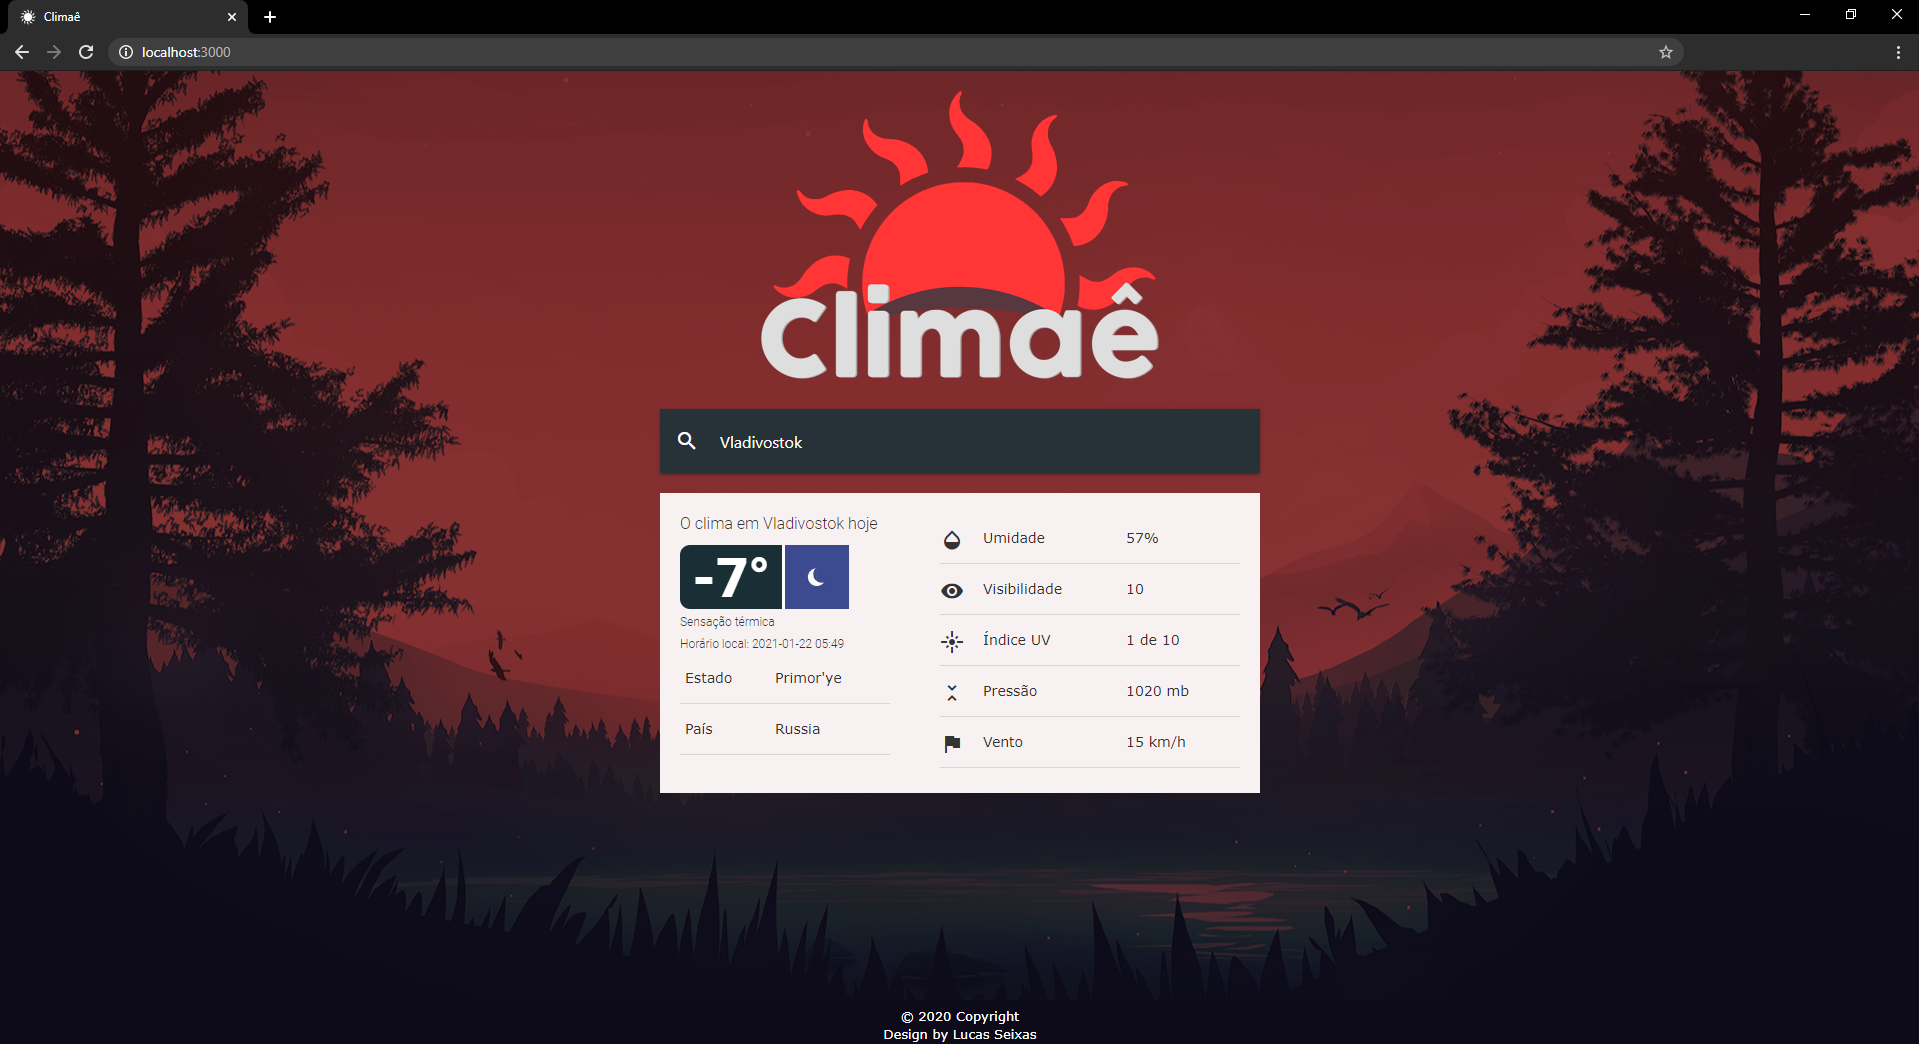 Climaê
localhost:3000
Climaê
Vladivostok
O clima em Vladivostok hoje
-7°
Sensação térmica
Horário local: 2021-01-22 05:49
Estado Primor'ye
País Russia
Umidade 57%
Visibilidade 10
Índice UV 1 de 10
Pressão 1020 mb
Vento 15 km/h
© 2020 Copyright
Design by Lucas Seixas